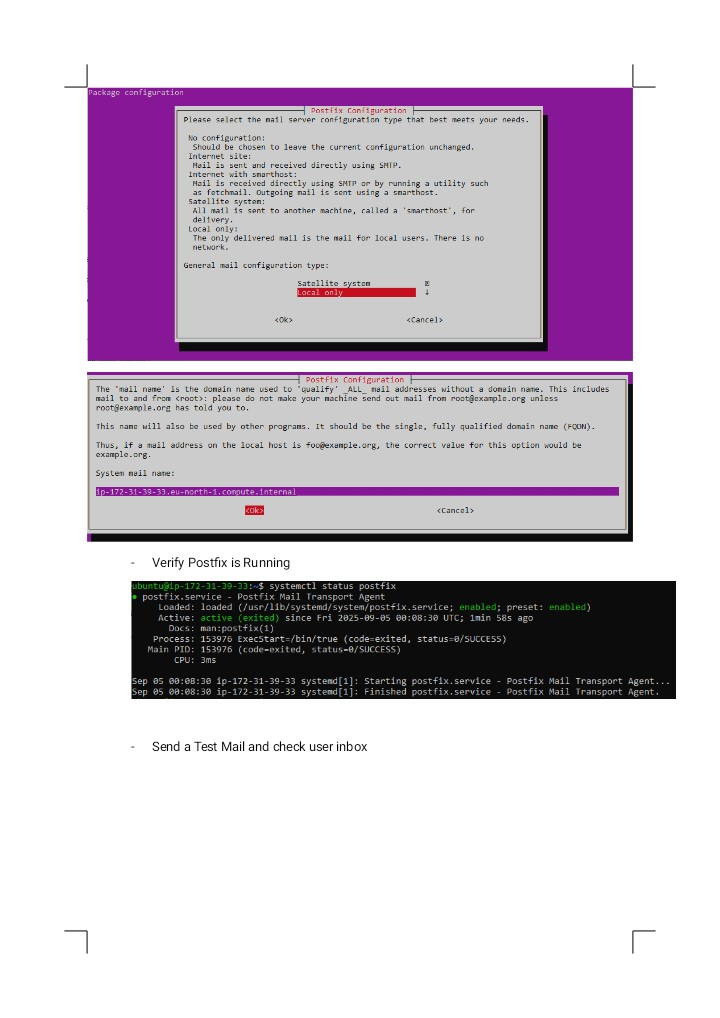 Package configuration
Postfix Configuration
Please select the mail server configuration type that best meets your needs.
No configuration:
Should be chosen to leave the current configuration unchanged.
Internet site:
Mail is sent and received directly using SMTP.
Internet with smarthost:
Mail is received directly using SMTP or by running a utility such
as fetchmail. Outgoing mail is sent using a smarthost.
Satellite system:
All mail is sent to another machine, called a 'smarthost', for
delivery.
Local only:
The only delivered mail is the mail for local users. There is no
network.
General mail configuration type:
Satellite system
Local only ↓
<Ok> <Cancel>
Postfix Configuration
The 'mail name' is the domain name used to 'qualify' _ALL_ mail addresses without a domain name. This includes
mail to and from <root>: please do not make your machine send out mail from root@example.org unless
root@example.org has told you to.
This name will also be used by other programs. It should be the single, fully qualified domain name (FQDN).
Thus, if a mail address on the local host is foo@example.org, the correct value for this option would be
example.org.
System mail name:
ip-172-31-39-33.eu-north-1.compute.internal
<Ok> <Cancel>
- Verify Postfix is Running
ubuntu@ip-172-31-39-33:~$ systemctl status postfix
● postfix.service - Postfix Mail Transport Agent
Loaded: loaded (/usr/lib/systemd/system/postfix.service; enabled; preset: enabled)
Active: active (exited) since Fri 2025-09-05 00:08:30 UTC; 1min 58s ago
Docs: man:postfix(1)
Process: 153976 ExecStart=/bin/true (code=exited, status=0/SUCCESS)
Main PID: 153976 (code=exited, status=0/SUCCESS)
CPU: 3ms
Sep 05 00:08:30 ip-172-31-39-33 systemd[1]: Starting postfix.service - Postfix Mail Transport Agent...
Sep 05 00:08:30 ip-172-31-39-33 systemd[1]: Finished postfix.service - Postfix Mail Transport Agent.
- Send a Test Mail and check user inbox